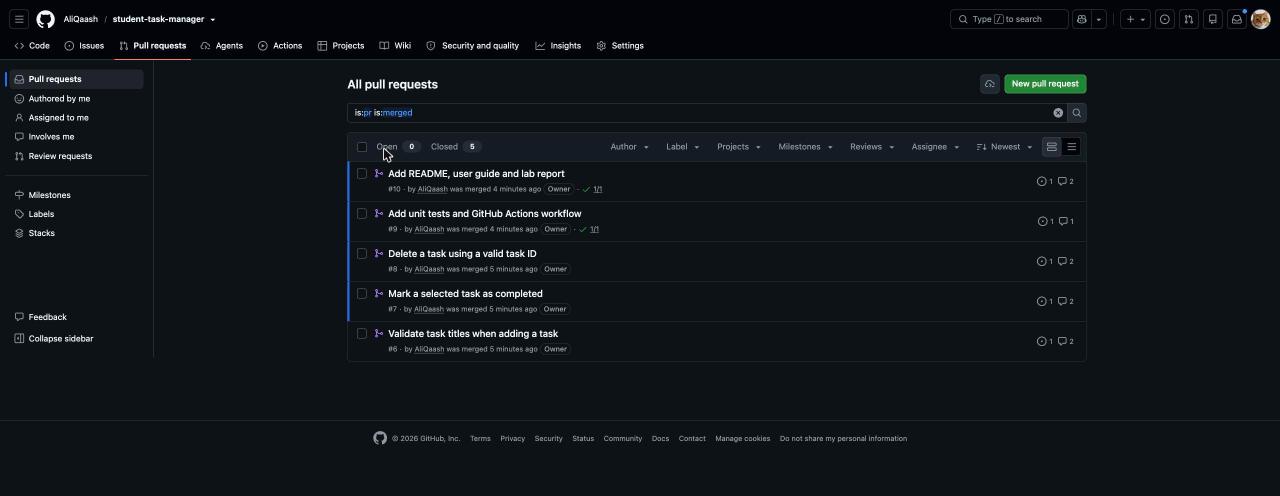 AliQaash / student-task-manager
Type / to search
Code Issues Pull requests Agents Actions Projects Wiki Security and quality Insights Settings
Pull requests
Authored by me
Assigned to me
Involves me
Review requests
Milestones
Labels
Stacks
Feedback
Collapse sidebar
All pull requests
New pull request
is:pr is:merged
Open 0 Closed 5 Author Label Projects Milestones Reviews Assignee Newest
Add README, user guide and lab report
#10 · by AliQaash was merged 4 minutes ago Owner · 1/1
1 2
Add unit tests and GitHub Actions workflow
#9 · by AliQaash was merged 4 minutes ago Owner · 1/1
1 1
Delete a task using a valid task ID
#8 · by AliQaash was merged 5 minutes ago Owner
1 2
Mark a selected task as completed
#7 · by AliQaash was merged 5 minutes ago Owner
1 2
Validate task titles when adding a task
#6 · by AliQaash was merged 5 minutes ago Owner
1 2
© 2026 GitHub, Inc. Terms Privacy Security Status Community Docs Contact Manage cookies Do not share my personal information